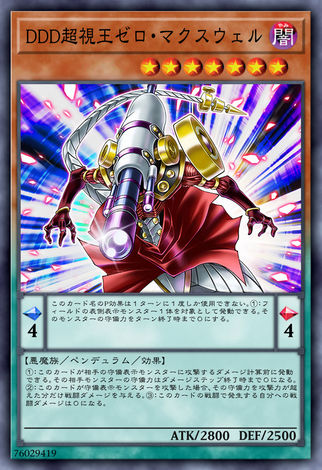 DDD超視王ゼロ・マクスウェル
やみ
闇
このカード名のP効果は1ターンに1度しか使用できない。①：フ
ィールドの表側表示モンスター1体を対象として発動できる。そ
のモンスターの守備力をターン終了時まで0にする。
4
4
【悪魔族／ペンデュラム／効果】
①：このカードが相手の守備表示モンスターに攻撃するダメージ計算前に発動
できる。その相手モンスターの守備力はダメージステップ終了時まで0になる。
②：このカードが守備表示モンスターを攻撃した場合、その守備力を攻撃力が超
えた分だけ戦闘ダメージを与える。③：このカードの戦闘で発生する自分への戦
闘ダメージは0になる。
ATK/2800 DEF/2500
76029419